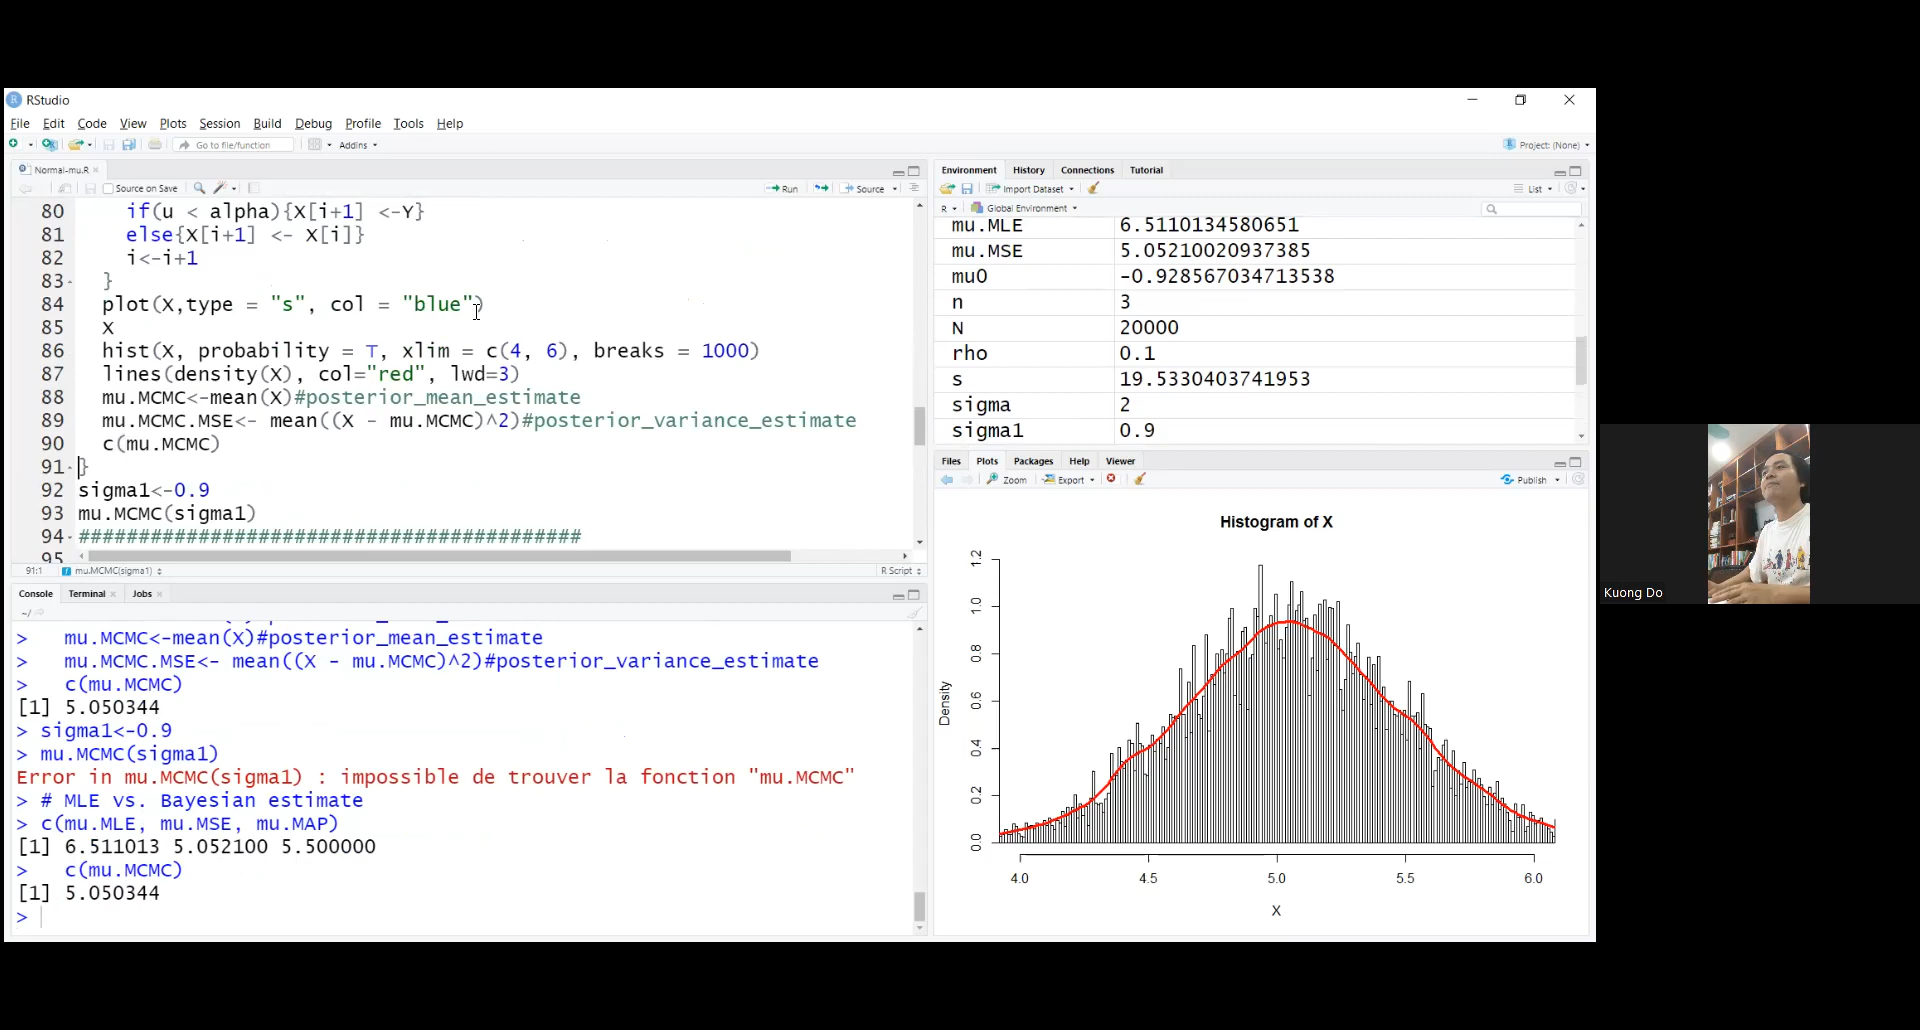 RStudio
File Edit Code View Plots Session Build Debug Profile Tools Help
Go to file/function Addins Project: (None)
Normal-mu.R
Source on Save Run Source
80 if(u < alpha){X[i+1] <-Y}
81 else{X[i+1] <- X[i]}
82 i<-i+1
83 }
84 plot(X,type = "s", col = "blue")
85 X
86 hist(X, probability = T, xlim = c(4, 6), breaks = 1000)
87 lines(density(X), col="red", lwd=3)
88 mu.MCMC<-mean(X)#posterior_mean_estimate
89 mu.MCMC.MSE<- mean((X - mu.MCMC)^2)#posterior_variance_estimate
90 c(mu.MCMC)
91 }
92 sigma1<-0.9
93 mu.MCMC(sigma1)
94 ##########################################
95
91:1 mu.MCMC(sigma1) R Script
Console Terminal Jobs
~/
> mu.MCMC<-mean(X)#posterior_mean_estimate
> mu.MCMC.MSE<- mean((X - mu.MCMC)^2)#posterior_variance_estimate
> c(mu.MCMC)
[1] 5.050344
> sigma1<-0.9
> mu.MCMC(sigma1)
Error in mu.MCMC(sigma1) : impossible de trouver la fonction "mu.MCMC"
> # MLE vs. Bayesian estimate
> c(mu.MLE, mu.MSE, mu.MAP)
[1] 6.511013 5.052100 5.500000
> c(mu.MCMC)
[1] 5.050344
>
Environment History Connections Tutorial
Import Dataset List
R Global Environment
mu.MLE 6.5110134580651
mu.MSE 5.05210020937385
mu0 -0.928567034713538
n 3
N 20000
rho 0.1
s 19.5330403741953
sigma 2
sigma1 0.9
Files Plots Packages Help Viewer
Zoom Export Publish
Histogram of X
Density
1.2
1.0
0.8
0.6
0.4
0.2
0.0
4.0 4.5 5.0 5.5 6.0
X
Kuong Do